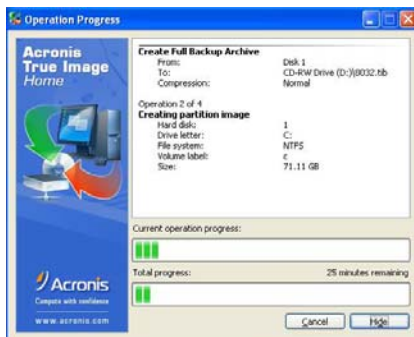 Operation Progress
Acronis
True Image
Home
Create Full Backup Archive
From: Disk 1
To: CD-RW Drive (D:)\8032.tib
Compression: Normal
Operation 2 of 4
Creating partition image
Hard disk: 1
Drive letter: C:
File system: NTFS
Volume label: c
Size: 71.11 GB
Current operation progress:
Total progress: 25 minutes remaining
Acronis
Compute with confidence
www.acronis.com
Cancel Hide